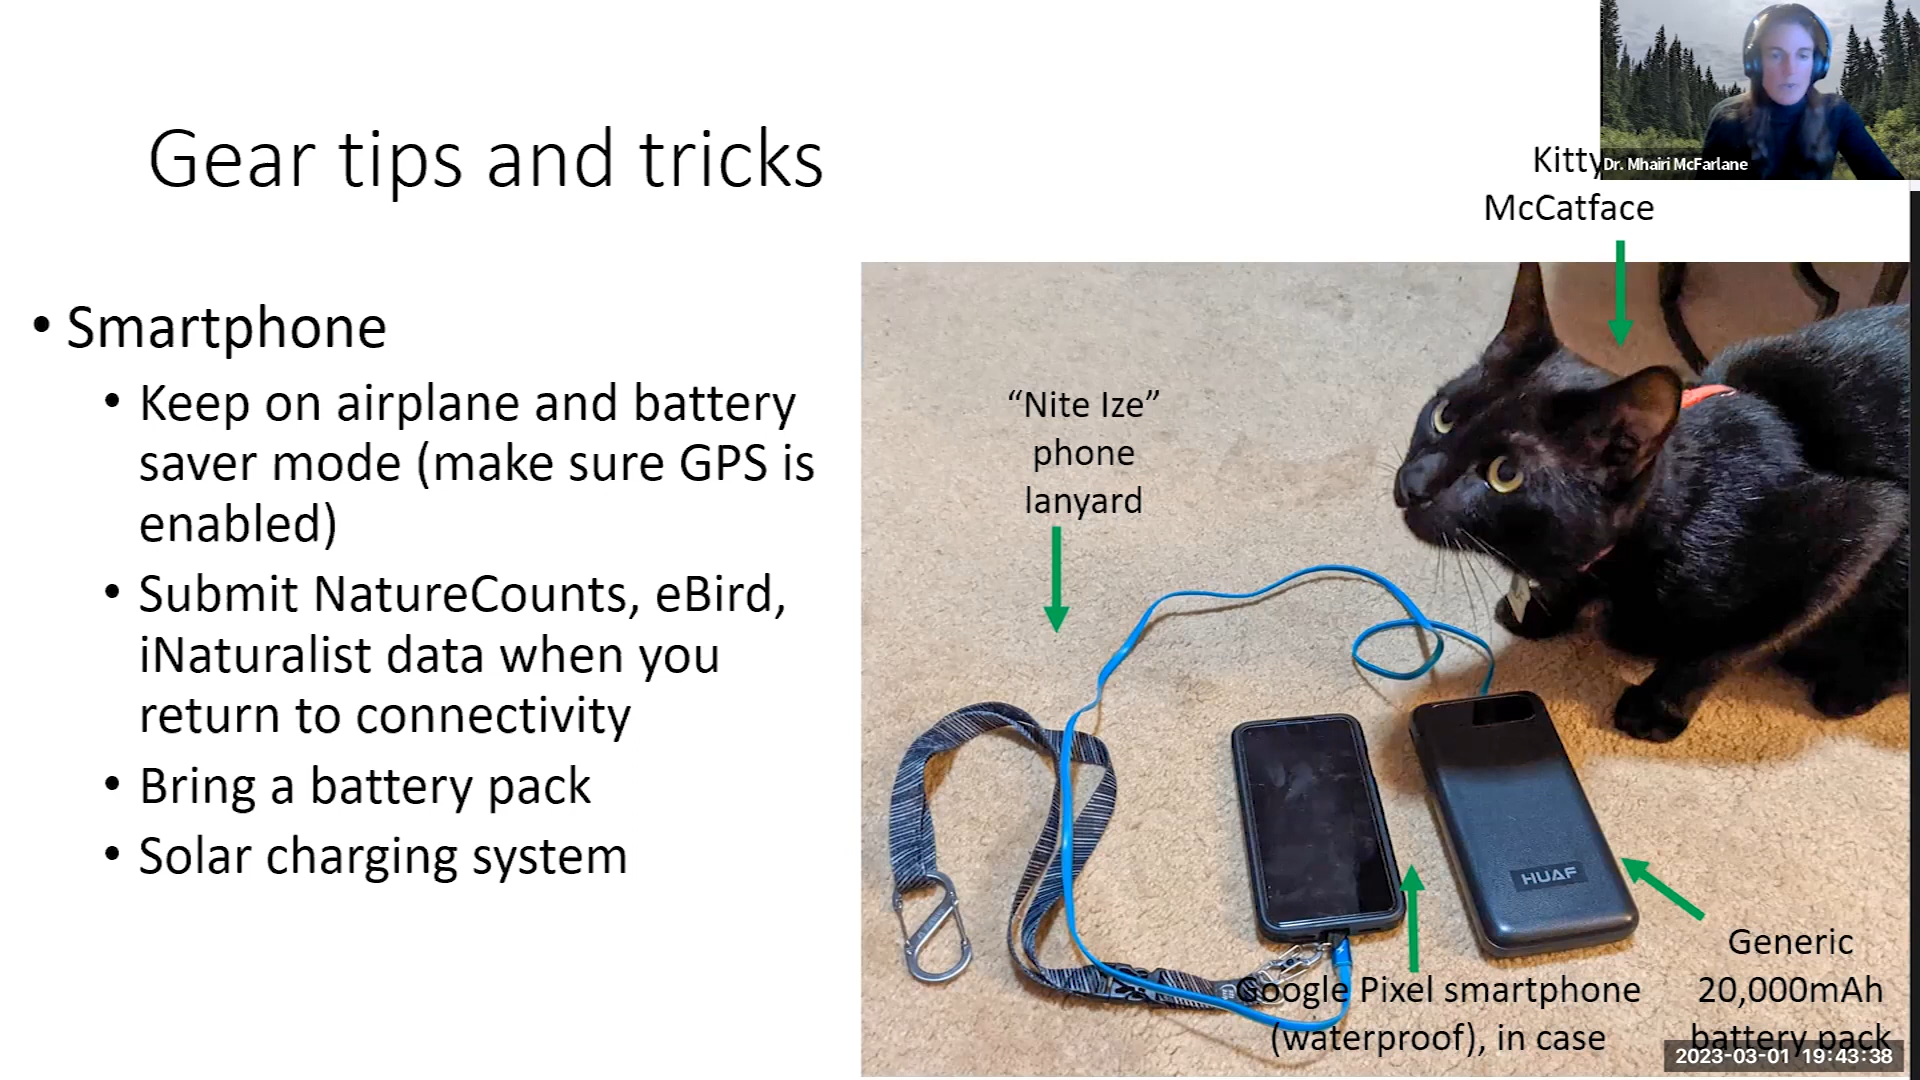 Gear tips and tricks
Dr. Mhairi McFarlane
Kitty
McCatface
• Smartphone
• Keep on airplane and battery
saver mode (make sure GPS is
enabled)
• Submit NatureCounts, eBird,
iNaturalist data when you
return to connectivity
• Bring a battery pack
• Solar charging system
“Nite Ize”
phone
lanyard
HUAF
Google Pixel smartphone
(waterproof), in case
Generic
20,000mAh
battery pack
2023-03-01 19:43:38